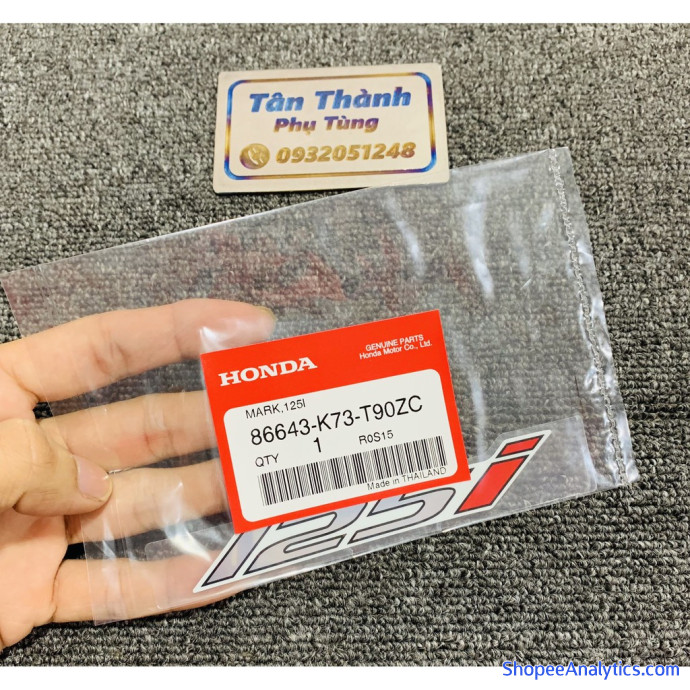 Tân Thành
Phụ Tùng
0932051248
HONDA
GENUINE PARTS
Honda Motor Co., Ltd.
MARK,125I
86643-K73-T90ZC
QTY 1 R0S15
Made in THAILAND
125i
ShopeeAnalytics.com